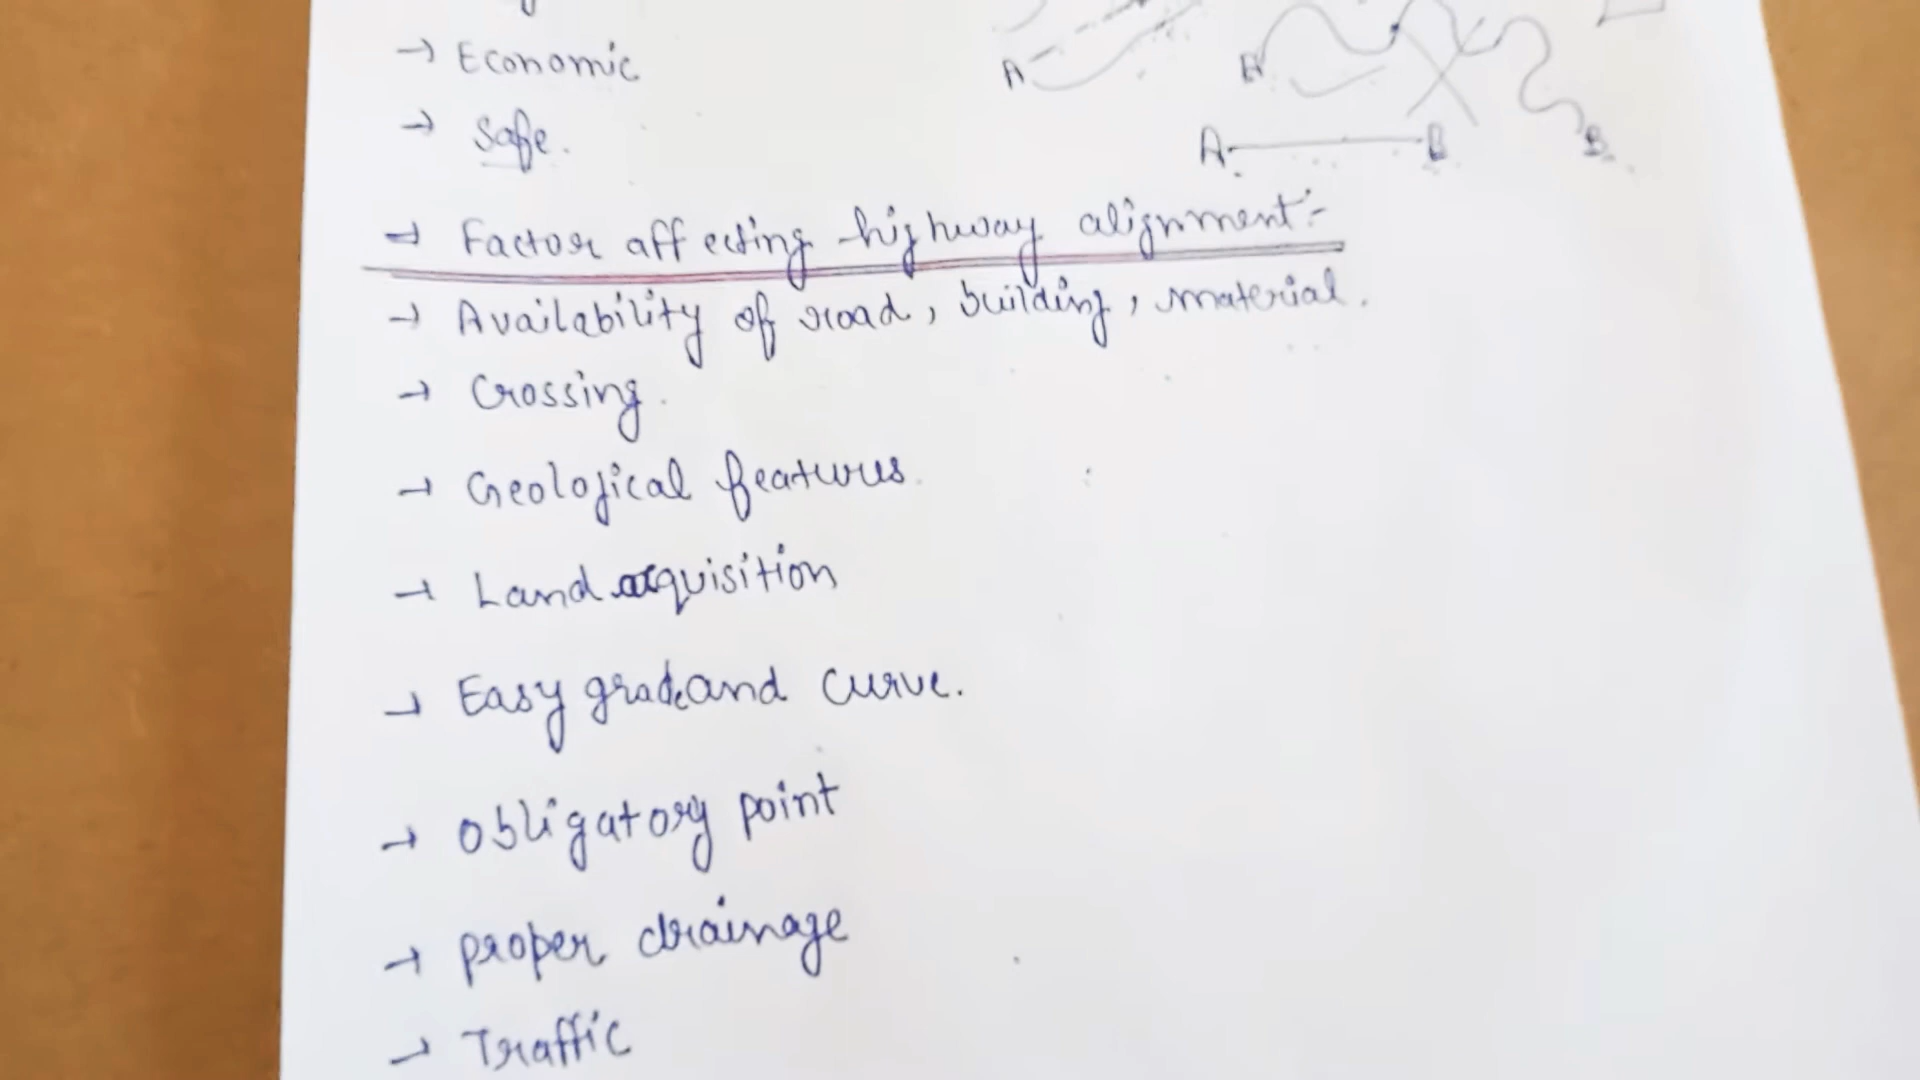 → Economic
A
A
→ Safe.
A B
B
→ Factor affecting highway alignment:-
→ Availability of road, building, material.
→ Crossing.
→ Geological features.
→ Land acquisition
→ Easy grade and curve.
→ obligatory point
→ proper drainage
→ Traffic